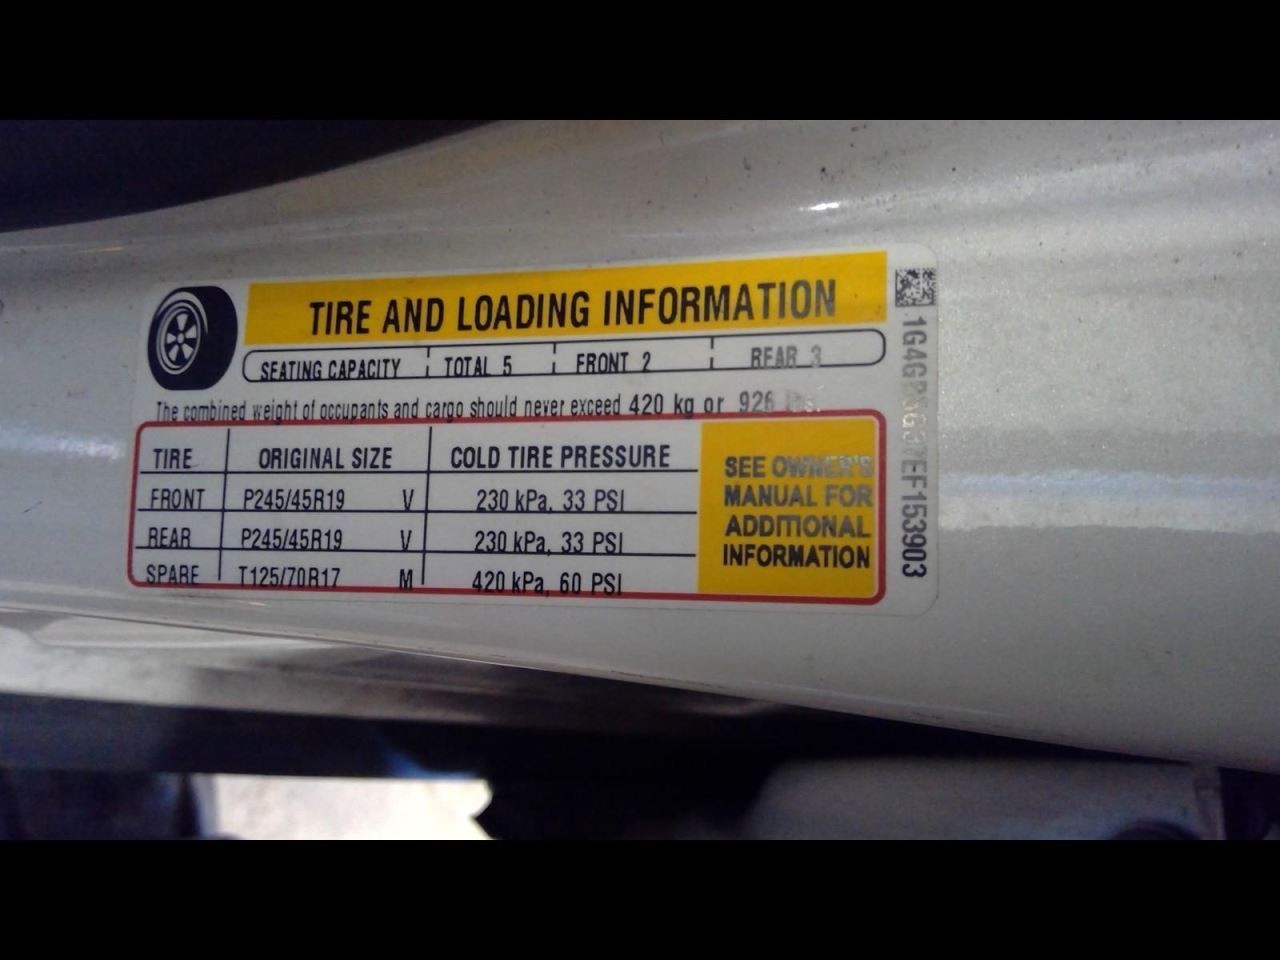 TIRE AND LOADING INFORMATION
SEATING CAPACITY TOTAL 5 FRONT 2 REAR 3
The combined weight of occupants and cargo should never exceed 420 kg or 926 lbs.
TIRE ORIGINAL SIZE COLD TIRE PRESSURE
FRONT P245/45R19 V 230 kPa, 33 PSI
REAR P245/45R19 V 230 kPa, 33 PSI
SPARE T125/70R17 M 420 kPa, 60 PSI
SEE OWNER'S
MANUAL FOR
ADDITIONAL
INFORMATION